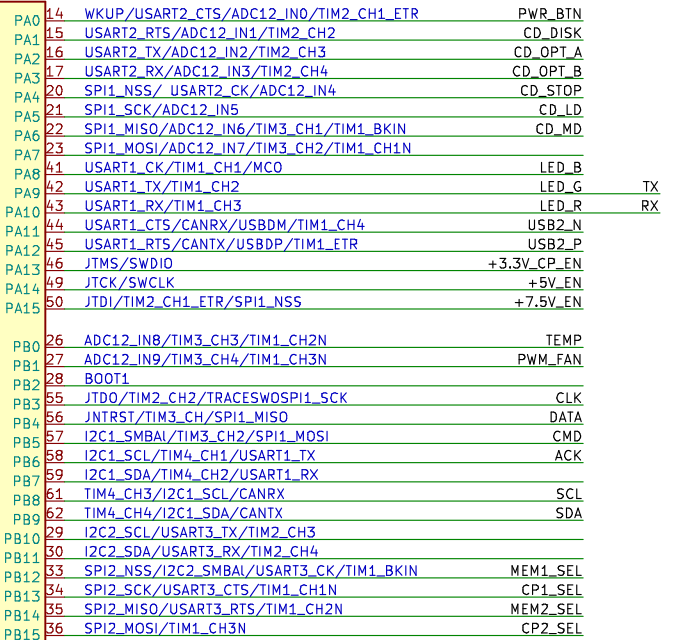 PA0 14 WKUP/USART2_CTS/ADC12_IN0/TIM2_CH1_ETR PWR_BTN
PA1 15 USART2_RTS/ADC12_IN1/TIM2_CH2 CD_DISK
PA2 16 USART2_TX/ADC12_IN2/TIM2_CH3 CD_OPT_A
PA3 17 USART2_RX/ADC12_IN3/TIM2_CH4 CD_OPT_B
PA4 20 SPI1_NSS/ USART2_CK/ADC12_IN4 CD_STOP
PA5 21 SPI1_SCK/ADC12_IN5 CD_LD
PA6 22 SPI1_MISO/ADC12_IN6/TIM3_CH1/TIM1_BKIN CD_MD
PA7 23 SPI1_MOSI/ADC12_IN7/TIM3_CH2/TIM1_CH1N
PA8 41 USART1_CK/TIM1_CH1/MCO LED_B
PA9 42 USART1_TX/TIM1_CH2 LED_G TX
PA10 43 USART1_RX/TIM1_CH3 LED_R RX
PA11 44 USART1_CTS/CANRX/USBDM/TIM1_CH4 USB2_N
PA12 45 USART1_RTS/CANTX/USBDP/TIM1_ETR USB2_P
PA13 46 JTMS/SWDIO +3.3V_CP_EN
PA14 49 JTCK/SWCLK +5V_EN
PA15 50 JTDI/TIM2_CH1_ETR/SPI1_NSS +7.5V_EN
PB0 26 ADC12_IN8/TIM3_CH3/TIM1_CH2N TEMP
PB1 27 ADC12_IN9/TIM3_CH4/TIM1_CH3N PWM_FAN
PB2 28 BOOT1
PB3 55 JTDO/TIM2_CH2/TRACESWOSPI1_SCK CLK
PB4 56 JNTRST/TIM3_CH/SPI1_MISO DATA
PB5 57 I2C1_SMBAl/TIM3_CH2/SPI1_MOSI CMD
PB6 58 I2C1_SCL/TIM4_CH1/USART1_TX ACK
PB7 59 I2C1_SDA/TIM4_CH2/USART1_RX
PB8 61 TIM4_CH3/I2C1_SCL/CANRX SCL
PB9 62 TIM4_CH4/I2C1_SDA/CANTX SDA
PB10 29 I2C2_SCL/USART3_TX/TIM2_CH3
PB11 30 I2C2_SDA/USART3_RX/TIM2_CH4
PB12 33 SPI2_NSS/I2C2_SMBAl/USART3_CK/TIM1_BKIN MEM1_SEL
PB13 34 SPI2_SCK/USART3_CTS/TIM1_CH1N CP1_SEL
PB14 35 SPI2_MISO/USART3_RTS/TIM1_CH2N MEM2_SEL
PB15 36 SPI2_MOSI/TIM1_CH3N CP2_SEL